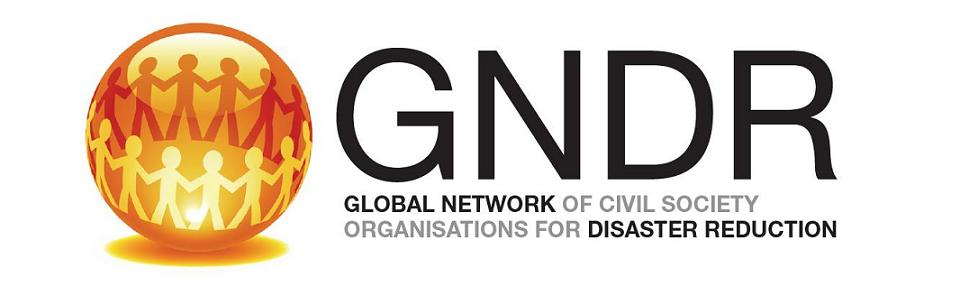 GNDR
GLOBAL NETWORK OF CIVIL SOCIETY
ORGANISATIONS FOR DISASTER REDUCTION